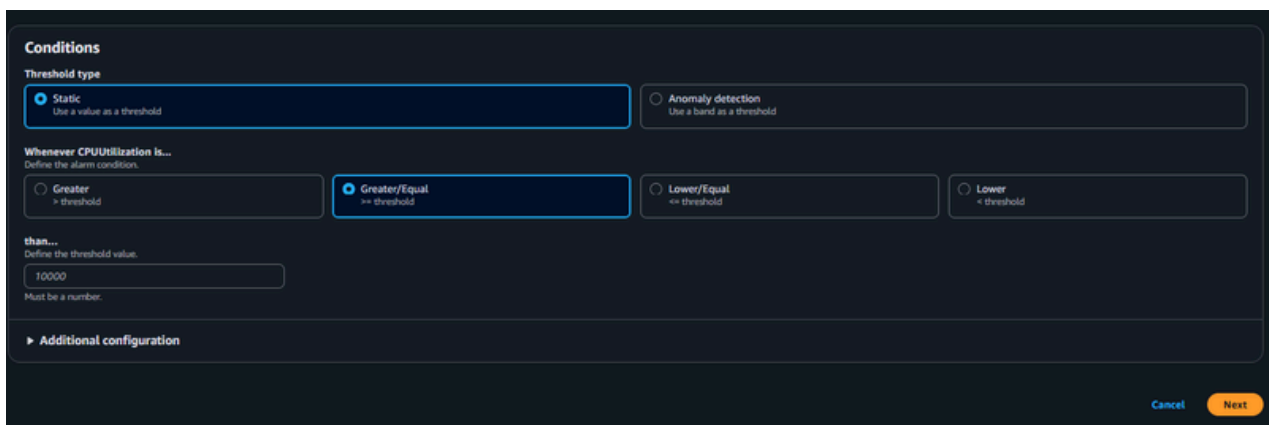 Conditions
Threshold type
Static
Use a value as a threshold
Anomaly detection
Use a band as a threshold
Whenever CPUUtilization is...
Define the alarm condition.
Greater
> threshold
Greater/Equal
>= threshold
Lower/Equal
<= threshold
Lower
< threshold
than...
Define the threshold value.
10000
Must be a number.
Additional configuration
Cancel
Next